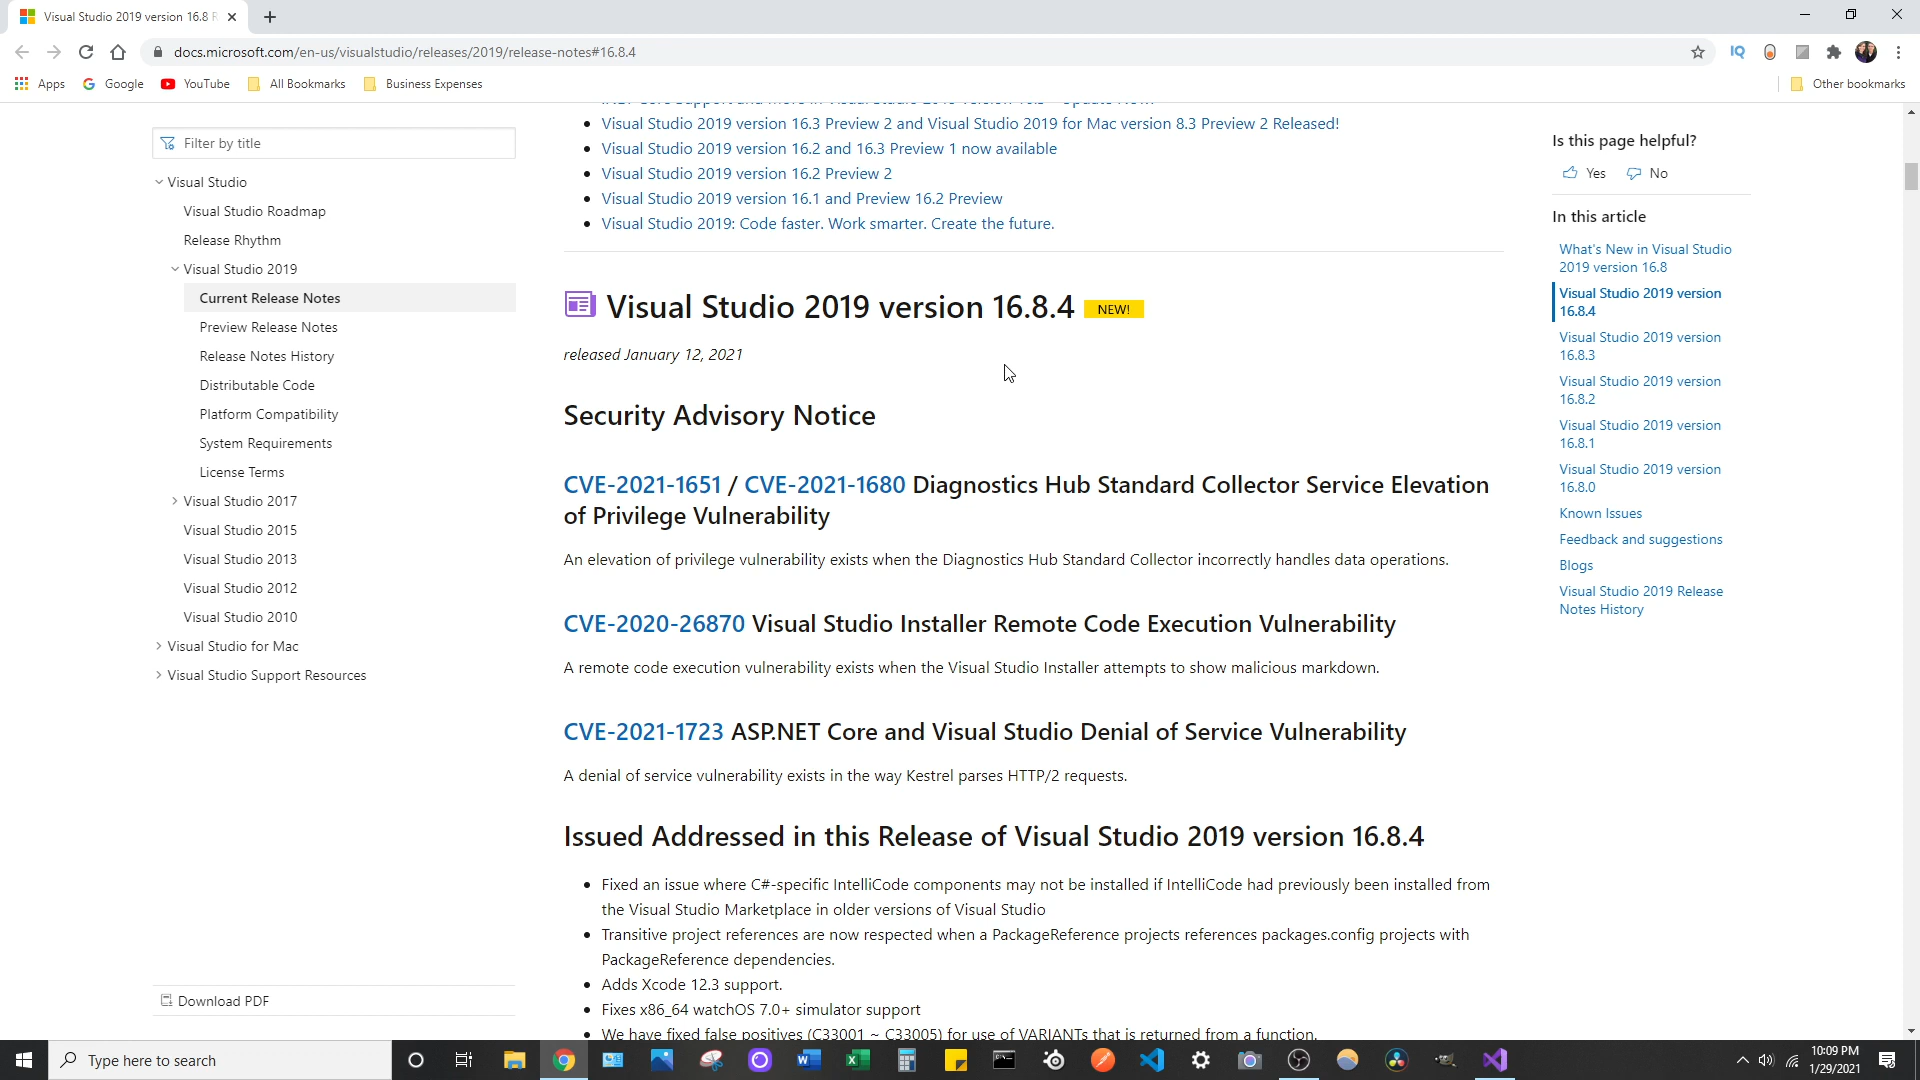 Visual Studio 2019 version 16.8
docs.microsoft.com/en-us/visualstudio/releases/2019/release-notes#16.8.4
IQ
Apps
Google
YouTube
All Bookmarks
Business Expenses
Other bookmarks
Filter by title
Visual Studio
Visual Studio Roadmap
Release Rhythm
Visual Studio 2019
Current Release Notes
Preview Release Notes
Release Notes History
Distributable Code
Platform Compatibility
System Requirements
License Terms
Visual Studio 2017
Visual Studio 2015
Visual Studio 2013
Visual Studio 2012
Visual Studio 2010
Visual Studio for Mac
Visual Studio Support Resources
Download PDF
Visual Studio 2019 version 16.3 Preview 2 and Visual Studio 2019 for Mac version 8.3 Preview 2 Released!
Visual Studio 2019 version 16.2 and 16.3 Preview 1 now available
Visual Studio 2019 version 16.2 Preview 2
Visual Studio 2019 version 16.1 and Preview 16.2 Preview
Visual Studio 2019: Code faster. Work smarter. Create the future.
Visual Studio 2019 version 16.8.4 NEW!
released January 12, 2021
Security Advisory Notice
CVE-2021-1651 / CVE-2021-1680 Diagnostics Hub Standard Collector Service Elevation
of Privilege Vulnerability
An elevation of privilege vulnerability exists when the Diagnostics Hub Standard Collector incorrectly handles data operations.
CVE-2020-26870 Visual Studio Installer Remote Code Execution Vulnerability
A remote code execution vulnerability exists when the Visual Studio Installer attempts to show malicious markdown.
CVE-2021-1723 ASP.NET Core and Visual Studio Denial of Service Vulnerability
A denial of service vulnerability exists in the way Kestrel parses HTTP/2 requests.
Issued Addressed in this Release of Visual Studio 2019 version 16.8.4
Fixed an issue where C#-specific IntelliCode components may not be installed if IntelliCode had previously been installed from
the Visual Studio Marketplace in older versions of Visual Studio
Transitive project references are now respected when a PackageReference projects references packages.config projects with
PackageReference dependencies.
Adds Xcode 12.3 support.
Fixes x86_64 watchOS 7.0+ simulator support
We have fixed false positives (C33001 ~ C33005) for use of VARIANTs that is returned from a function.
Is this page helpful?
Yes
No
In this article
What's New in Visual Studio
2019 version 16.8
Visual Studio 2019 version
16.8.4
Visual Studio 2019 version
16.8.3
Visual Studio 2019 version
16.8.2
Visual Studio 2019 version
16.8.1
Visual Studio 2019 version
16.8.0
Known Issues
Feedback and suggestions
Blogs
Visual Studio 2019 Release
Notes History
Type here to search
10:09 PM
1/29/2021